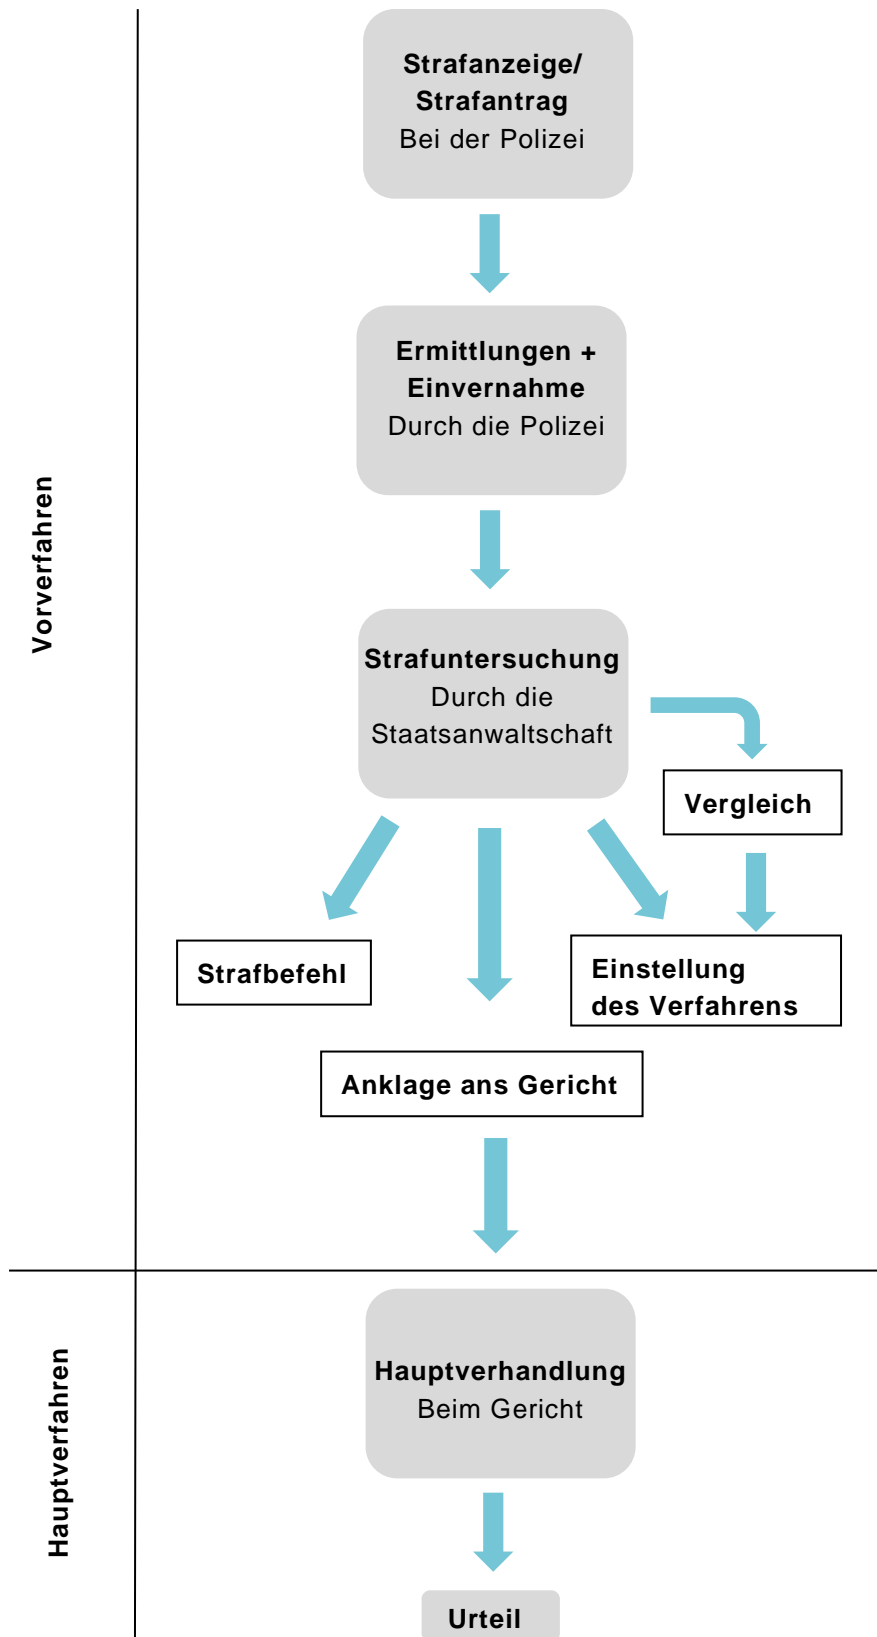 Strafanzeige/
Strafantrag
Bei der Polizei
Ermittlungen +
Einvernahme
Durch die Polizei
Vorverfahren
Strafuntersuchung
Durch die
Staatsanwaltschaft
Vergleich
Strafbefehl
Einstellung
des Verfahrens
Anklage ans Gericht
Hauptverfahren
Hauptverhandlung
Beim Gericht
Urteil